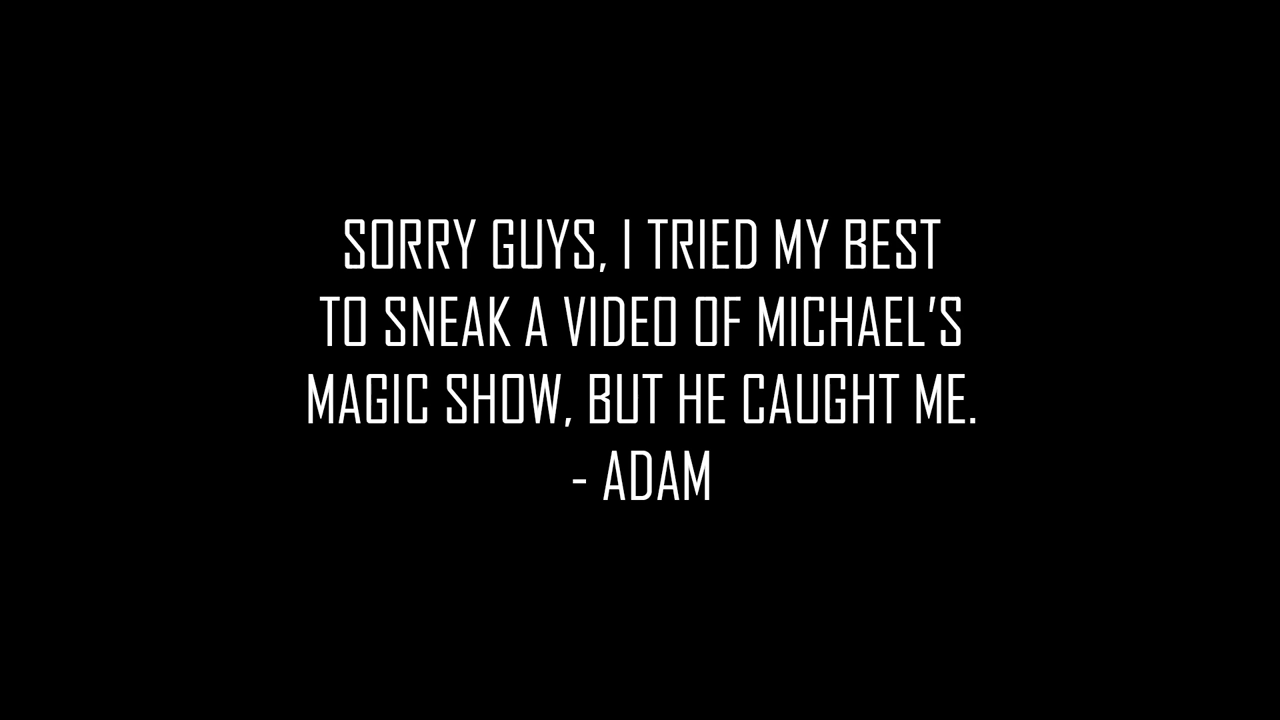 SORRY GUYS, I TRIED MY BEST
TO SNEAK A VIDEO OF MICHAEL'S
MAGIC SHOW, BUT HE CAUGHT ME.
- ADAM